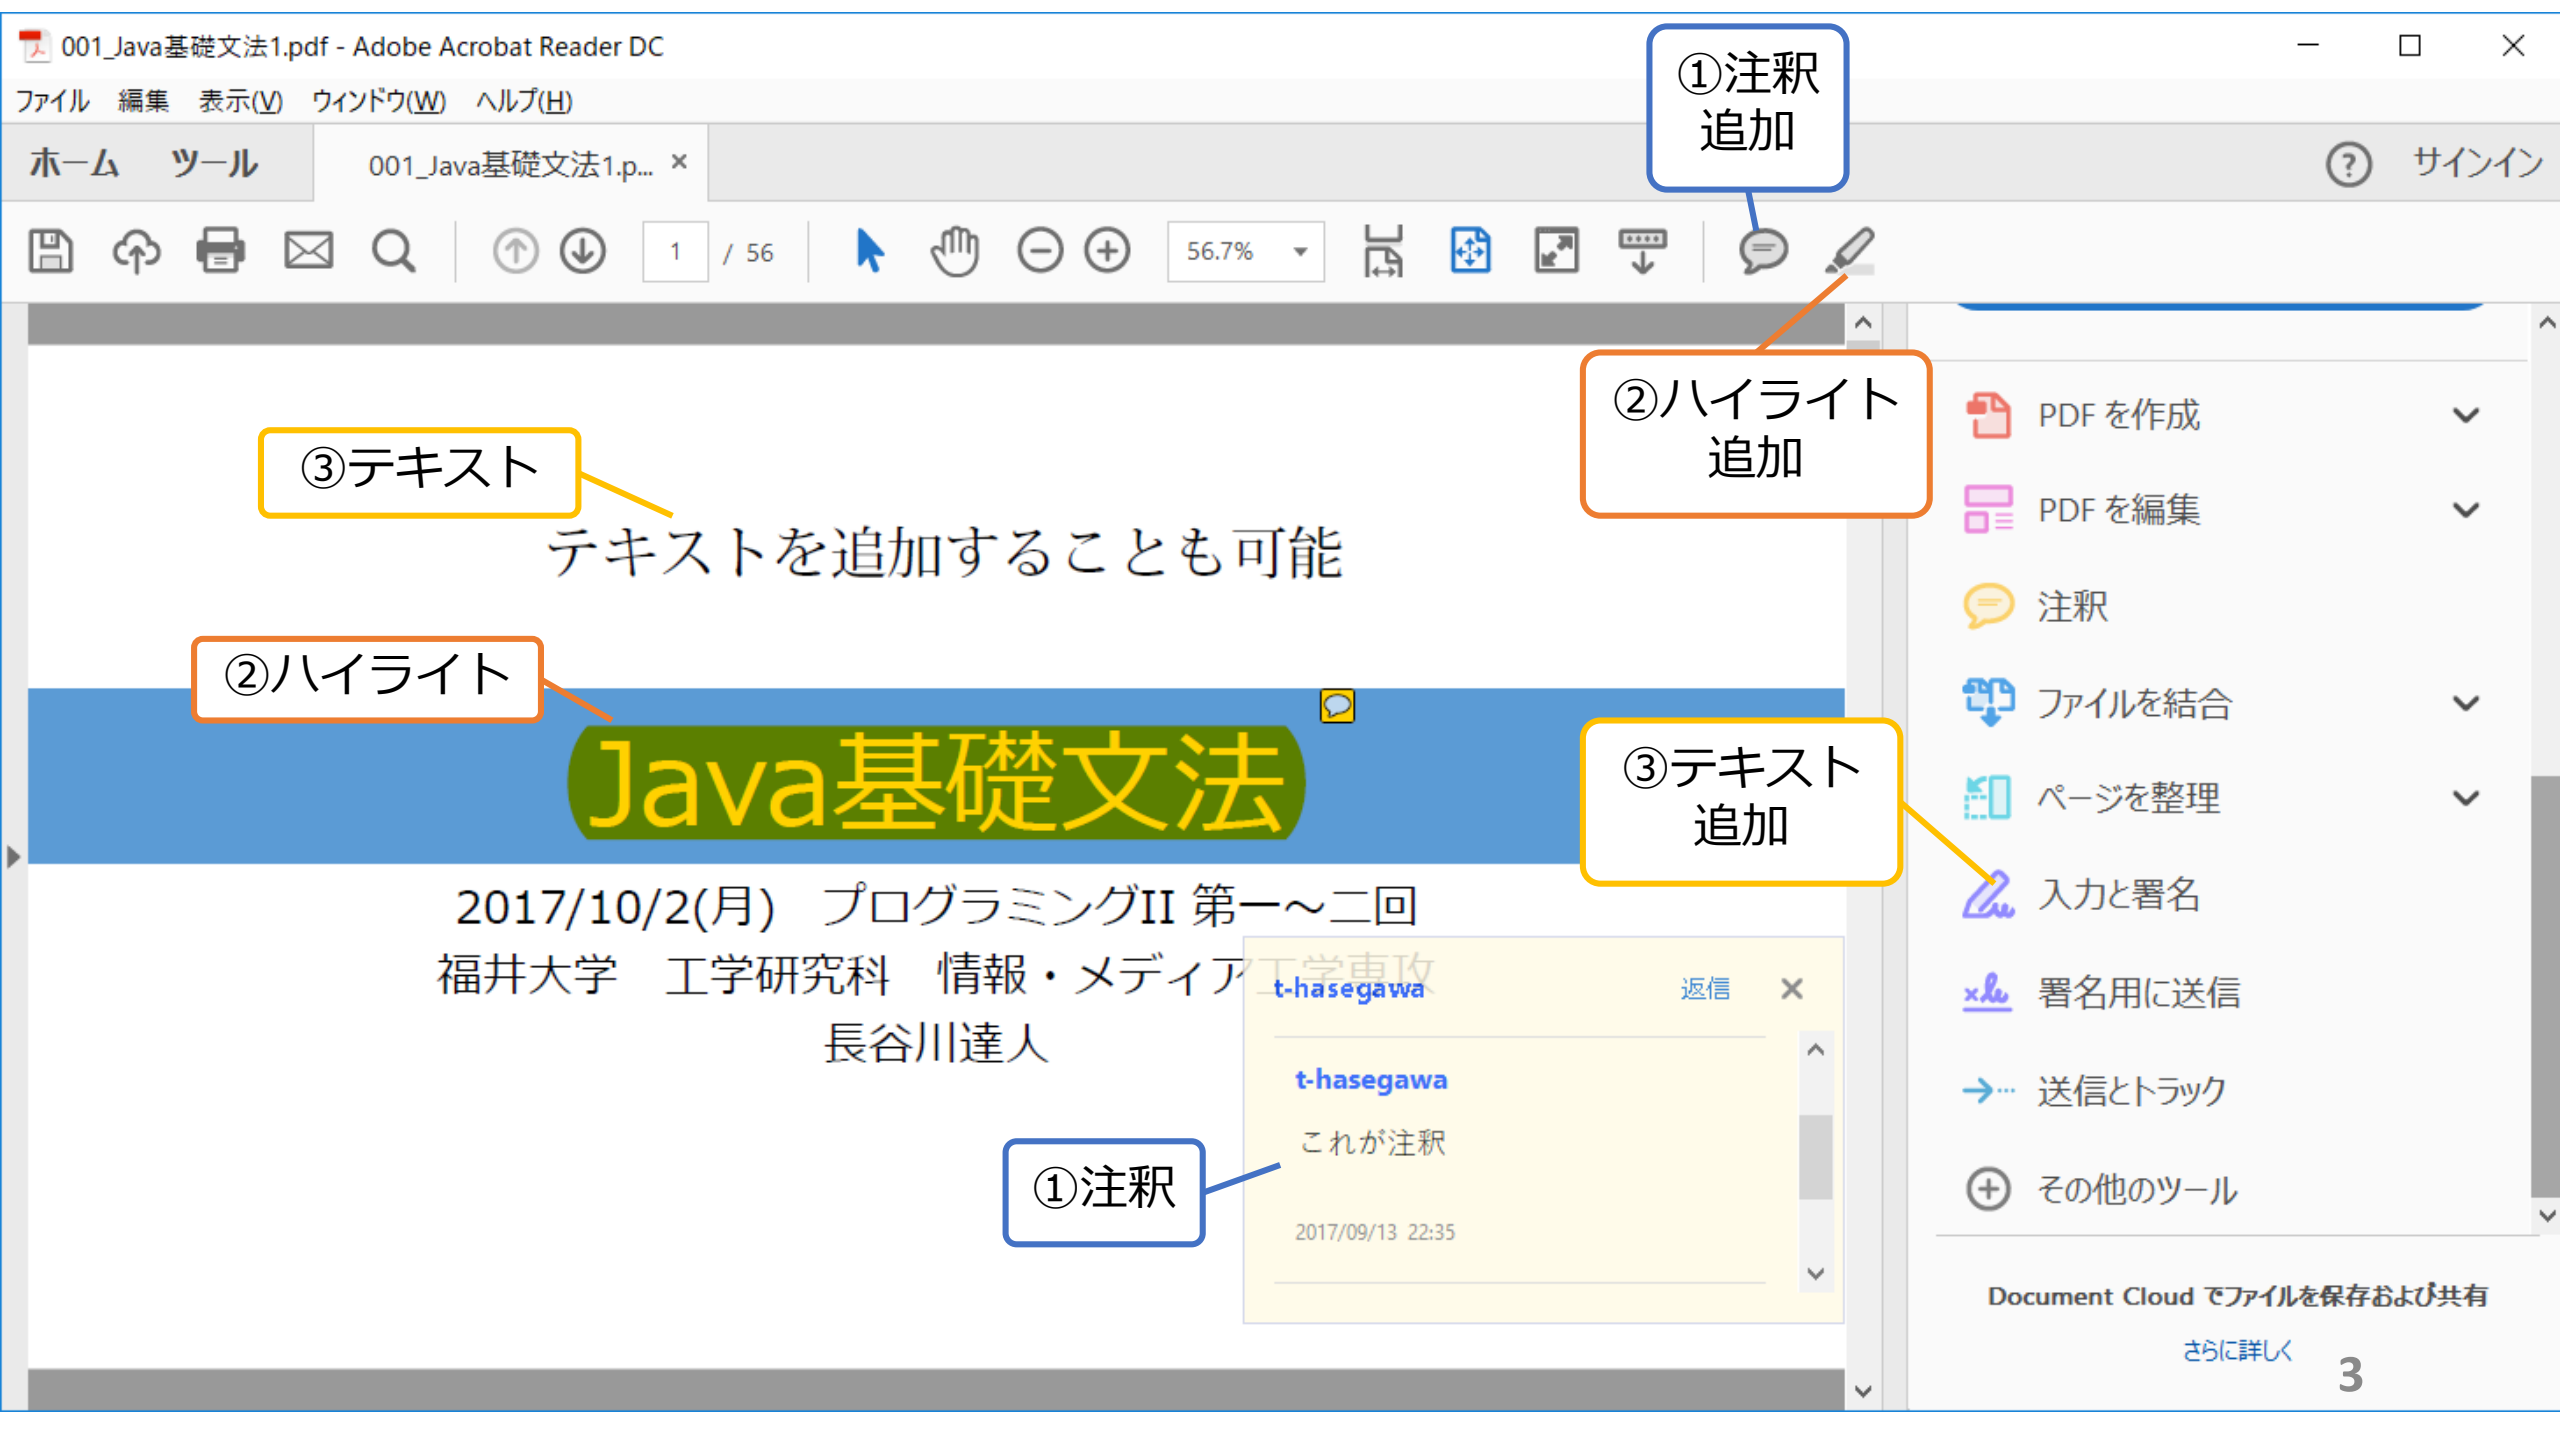 001_Java基礎文法1.pdf - Adobe Acrobat Reader DC
①注釈
追加
ファイル 編集 表示(V) ウィンドウ(W) ヘルプ(H)
ホーム ツール 001_Java基礎文法1.p... ×
? サインイン
1 / 56
56.7%
②ハイライト
追加
③テキスト
テキストを追加することも可能
②ハイライト
Java基礎文法
③テキスト
追加
2017/10/2(月) プログラミングII 第一～二回
福井大学 工学研究科 情報・メディア工学専攻
長谷川達人
t-hasegawa 返信 ×
t-hasegawa
これが注釈
2017/09/13 22:35
①注釈
PDF を作成
PDF を編集
注釈
ファイルを結合
ページを整理
入力と署名
署名用に送信
送信とトラック
その他のツール
Document Cloud でファイルを保存および共有
さらに詳しく
3